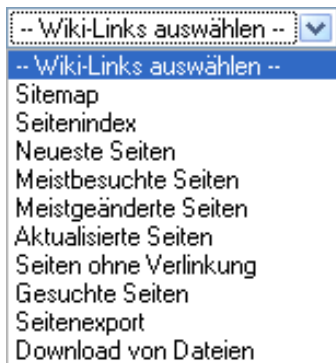 -- Wiki-Links auswählen --
-- Wiki-Links auswählen --
Sitemap
Seitenindex
Neueste Seiten
Meistbesuchte Seiten
Meistgeänderte Seiten
Aktualisierte Seiten
Seiten ohne Verlinkung
Gesuchte Seiten
Seitenexport
Download von Dateien